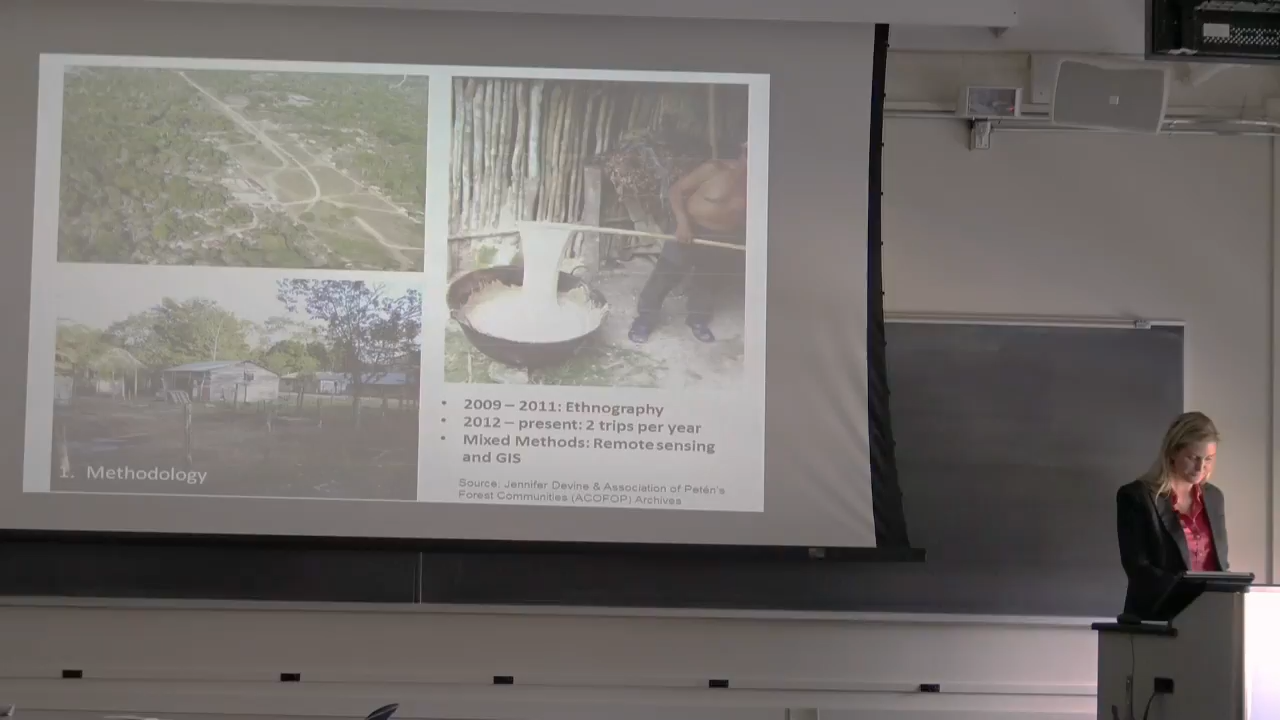 1. Methodology
• 2009 – 2011: Ethnography
• 2012 – present: 2 trips per year
• Mixed Methods: Remote sensing
and GIS
Source: Jennifer Devine & Association of Petén's
Forest Communities (ACOFOP) Archives